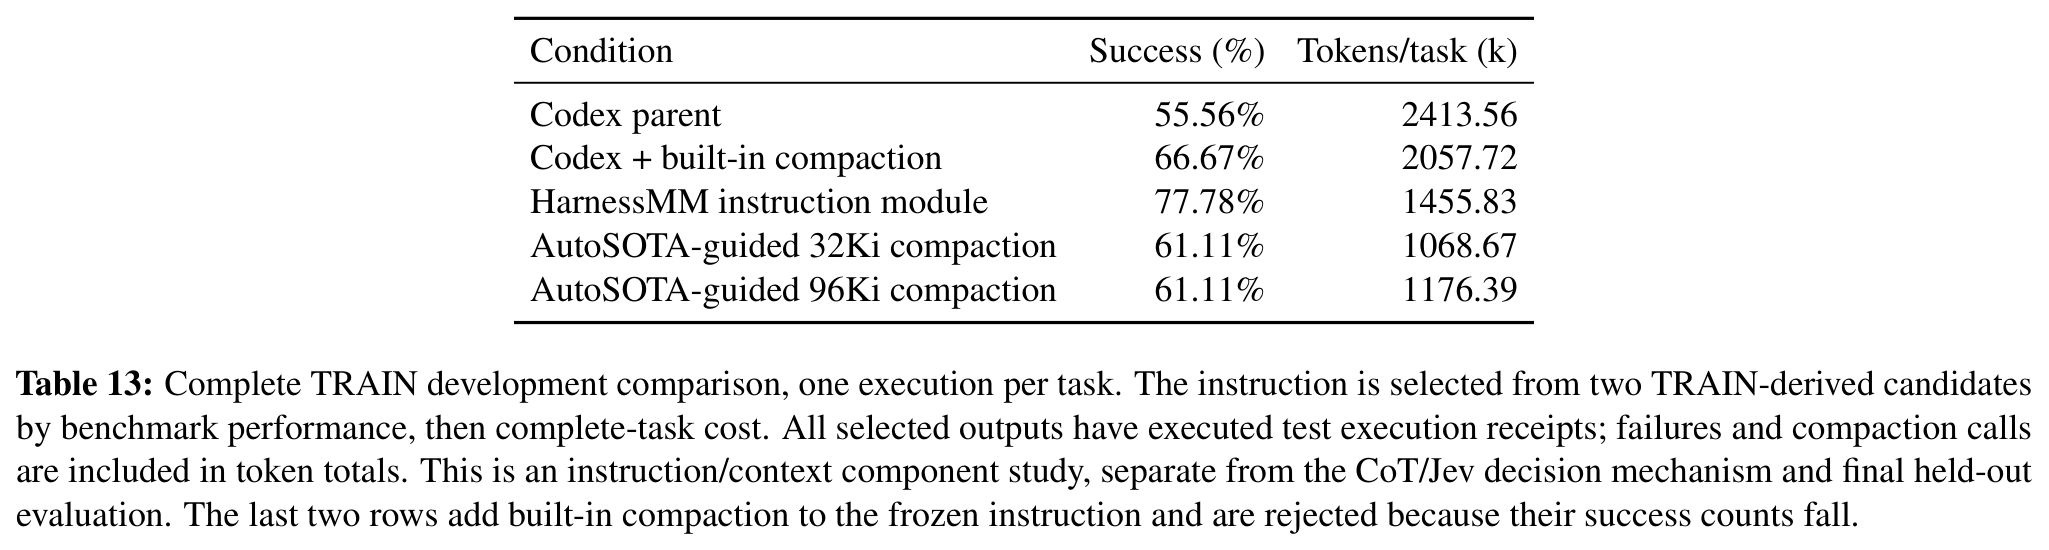 Condition Success (%) Tokens/task (k)
Codex parent 55.56% 2413.56
Codex + built-in compaction 66.67% 2057.72
HarnessMM instruction module 77.78% 1455.83
AutoSOTA-guided 32Ki compaction 61.11% 1068.67
AutoSOTA-guided 96Ki compaction 61.11% 1176.39
Table 13: Complete TRAIN development comparison, one execution per task. The instruction is selected from two TRAIN-derived candidates
by benchmark performance, then complete-task cost. All selected outputs have executed test execution receipts; failures and compaction calls
are included in token totals. This is an instruction/context component study, separate from the CoT/Jev decision mechanism and final held-out
evaluation. The last two rows add built-in compaction to the frozen instruction and are rejected because their success counts fall.